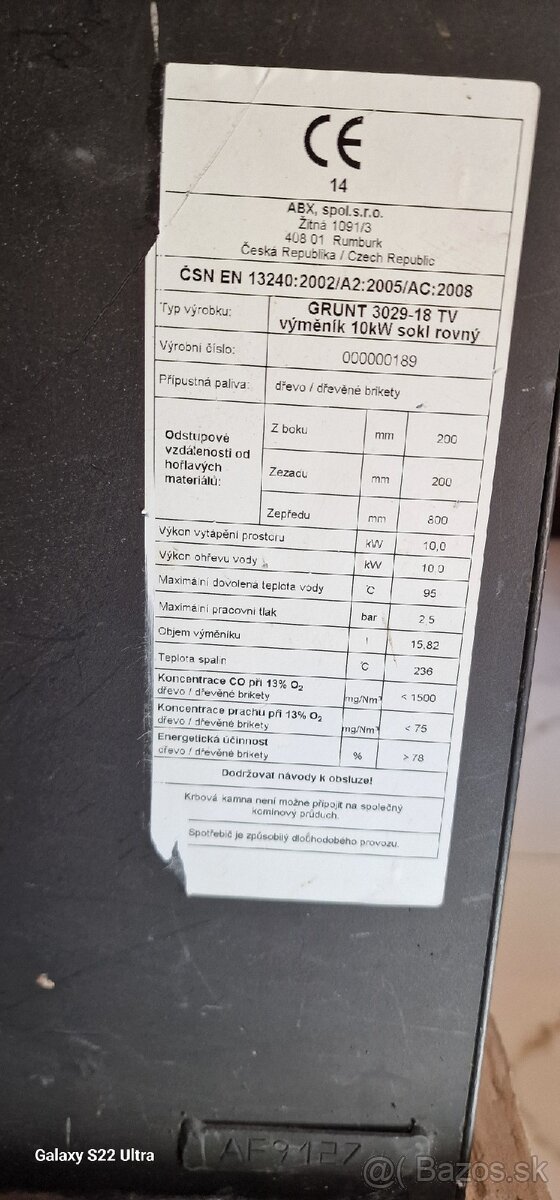 CE
14
ABX, spol.s.r.o.
Žitná 1091/3
408 01 Rumburk
Česká Republika / Czech Republic
ČSN EN 13240:2002/A2:2005/AC:2008
Typ výrobku: GRUNT 3029-18 TV
výměník 10kW sokl rovný
Výrobní číslo: 000000189
Přípustná paliva: dřevo / dřevěné brikety
Odstupové vzdálenosti od hořlavých materiálů:
Z boku mm 200
Zezadu mm 200
Zepředu mm 800
Výkon vytápění prostoru kW 10,0
Výkon ohřevu vody kW 10,0
Maximální dovolená teplota vody °C 95
Maximální pracovní tlak bar 2,5
Objem výměníku l 15,82
Teplota spalin °C 236
Koncentrace CO při 13% O₂
dřevo / dřevěné brikety mg/Nm³ < 1500
Koncentrace prachu při 13% O₂
dřevo / dřevěné brikety mg/Nm³ < 75
Energetická účinnost
dřevo / dřevěné brikety % > 78
Dodržovat návody k obsluze!
Krbová kamna není možné připojit na společný
komínový průduch.
Spotřebič je způsobilý dlouhodobého provozu.
AF9127
Galaxy S22 Ultra
@( Bazos.sk